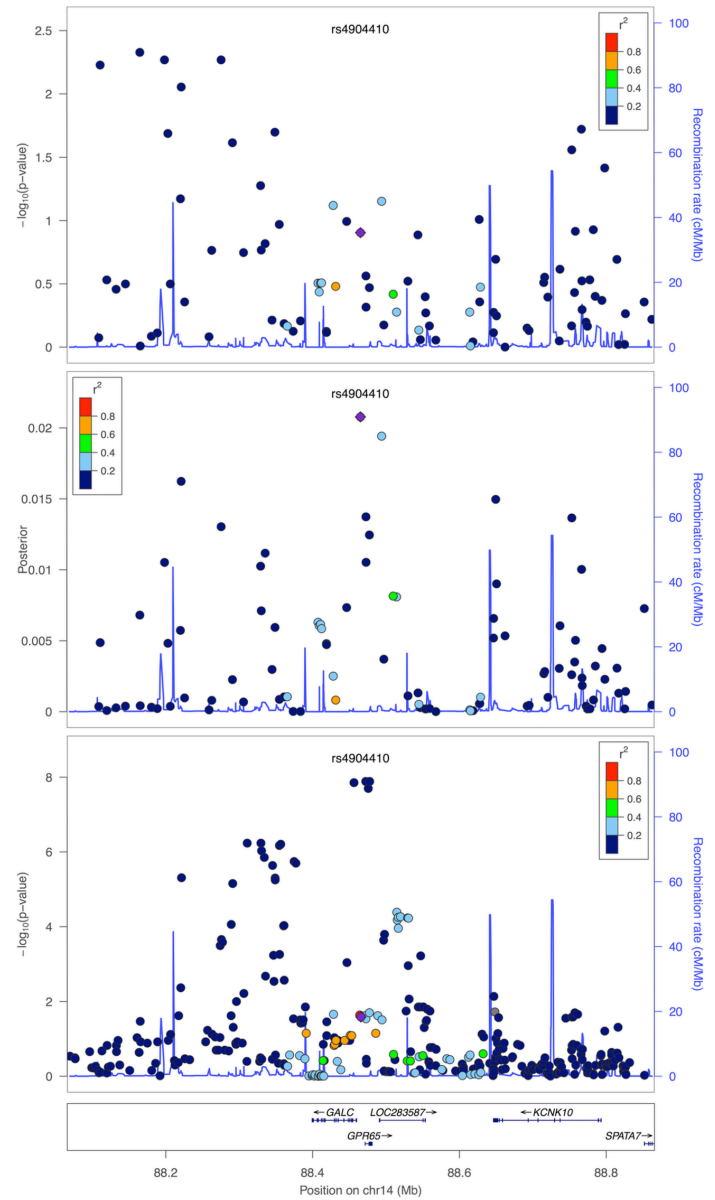 rs4904410
2.5
2
1.5
1
0.5
0
− log10(p−value)
r2
0.8
0.6
0.4
0.2
100
80
60
40
20
0
Recombination rate (cM/Mb)
rs4904410
0.02
0.015
0.01
0.005
0
Posterior
r2
0.8
0.6
0.4
0.2
100
80
60
40
20
0
Recombination rate (cM/Mb)
rs4904410
8
6
4
2
0
− log10(p−value)
r2
0.8
0.6
0.4
0.2
100
80
60
40
20
0
Recombination rate (cM/Mb)
←GALC LOC283587→ ←KCNK10
GPR65→ SPATA7→
88.2 88.4 88.6 88.8
Position on chr14 (Mb)